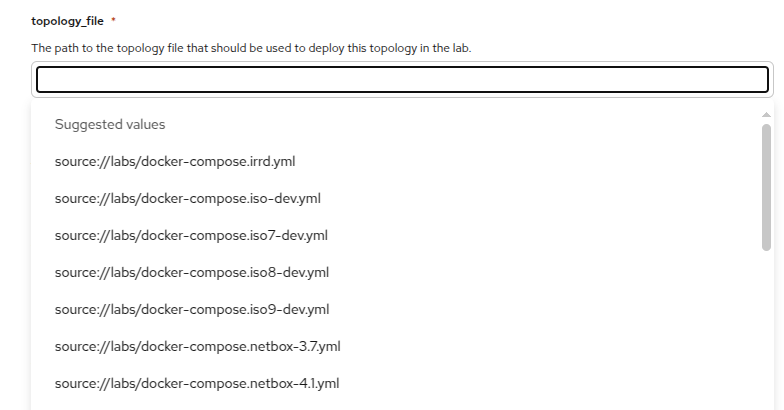 topology_file *
The path to the topology file that should be used to deploy this topology in the lab.
Suggested values
source://labs/docker-compose.irrd.yml
source://labs/docker-compose.iso-dev.yml
source://labs/docker-compose.iso7-dev.yml
source://labs/docker-compose.iso8-dev.yml
source://labs/docker-compose.iso9-dev.yml
source://labs/docker-compose.netbox-3.7.yml
source://labs/docker-compose.netbox-4.1.yml